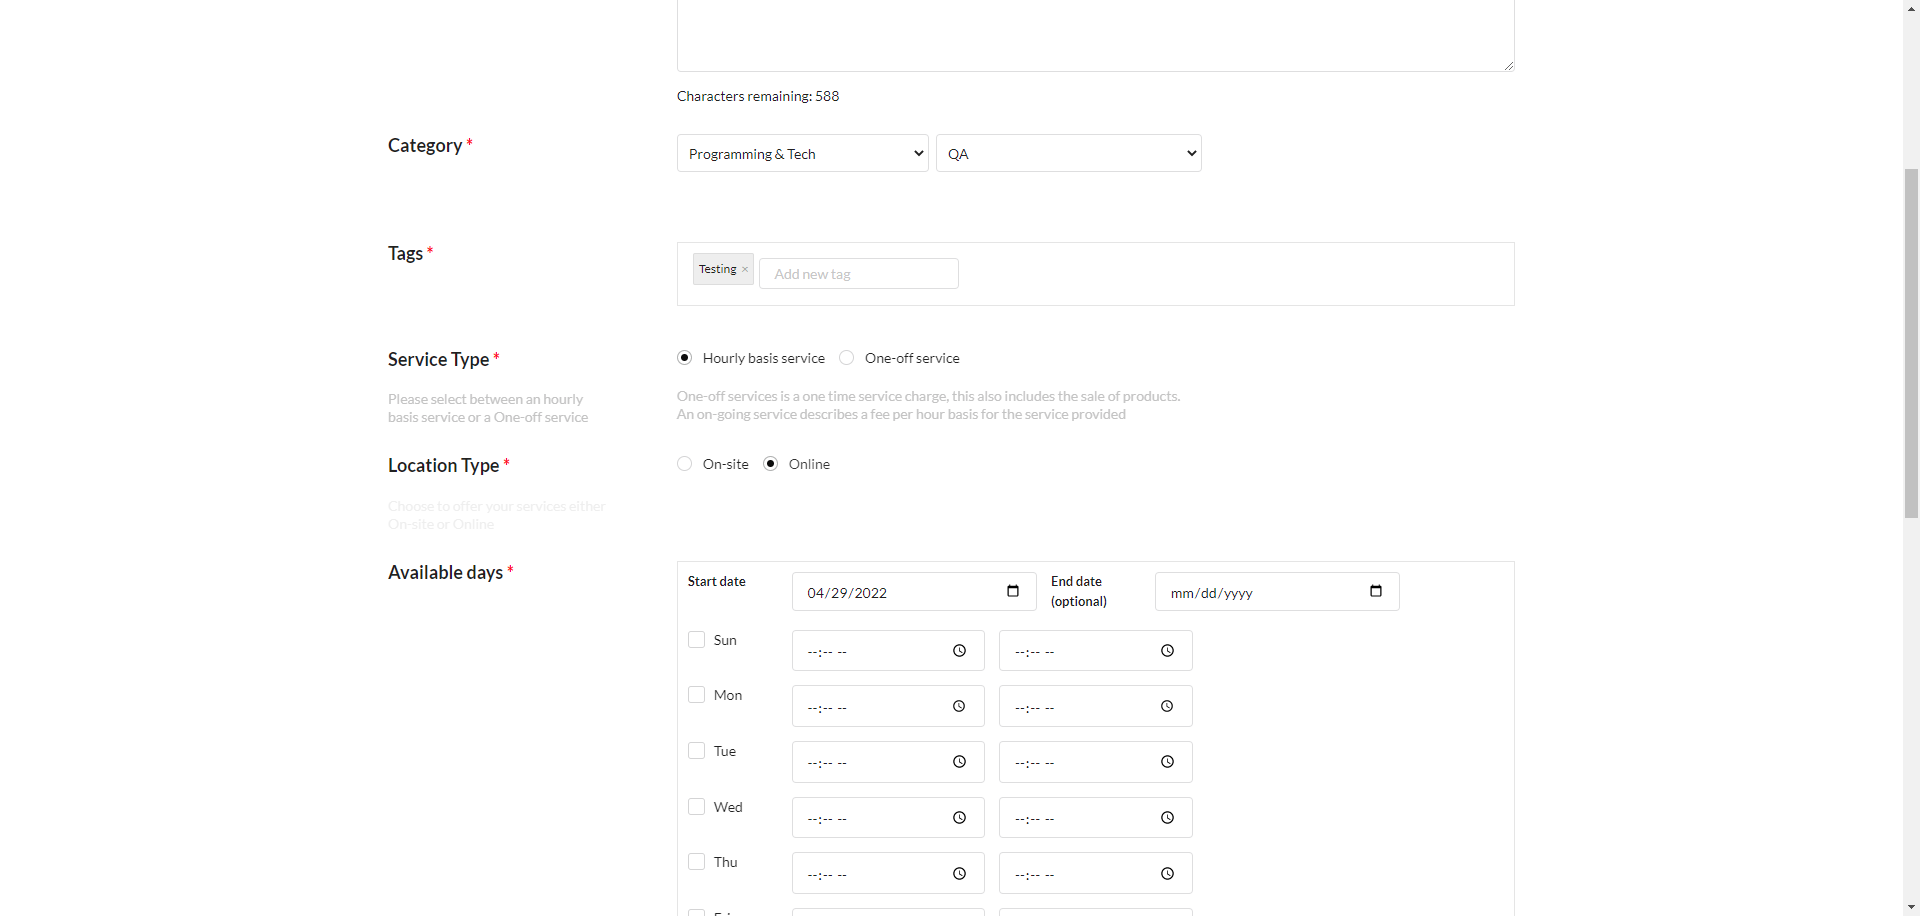 Characters remaining: 588
Category *
Programming & Tech
QA
Tags *
Testing ×
Add new tag
Service Type *
Hourly basis service
One-off service
Please select between an hourly
basis service or a One-off service
One-off services is a one time service charge, this also includes the sale of products.
An on-going service describes a fee per hour basis for the service provided
Location Type *
On-site
Online
Choose to offer your services either
On-site or Online
Available days *
Start date
04/29/2022
End date
(optional)
mm/dd/yyyy
Sun
--:-- --
--:-- --
Mon
--:-- --
--:-- --
Tue
--:-- --
--:-- --
Wed
--:-- --
--:-- --
Thu
--:-- --
--:-- --